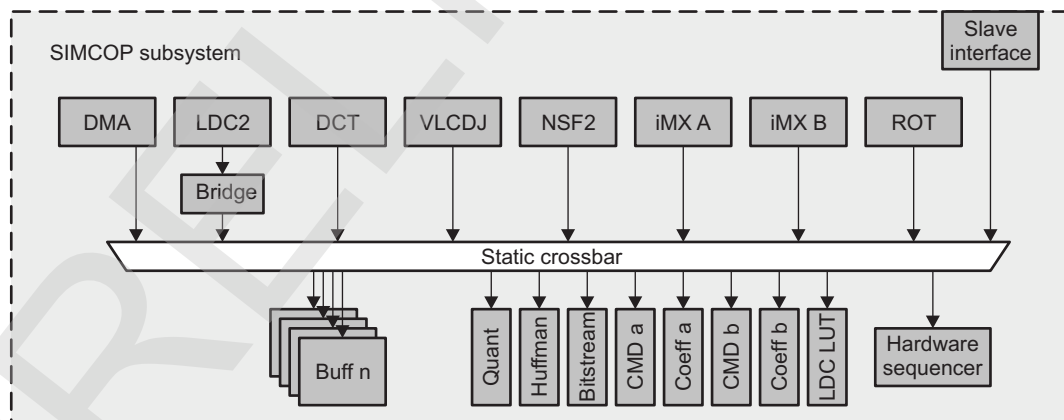 SIMCOP subsystem
Slave
interface
DMA
LDC2
DCT
VLCDJ
NSF2
iMX A
iMX B
ROT
Bridge
Static crossbar
Buff n
Quant
Huffman
Bitstream
CMD a
Coeff a
CMD b
Coeff b
LDC LUT
Hardware
sequencer